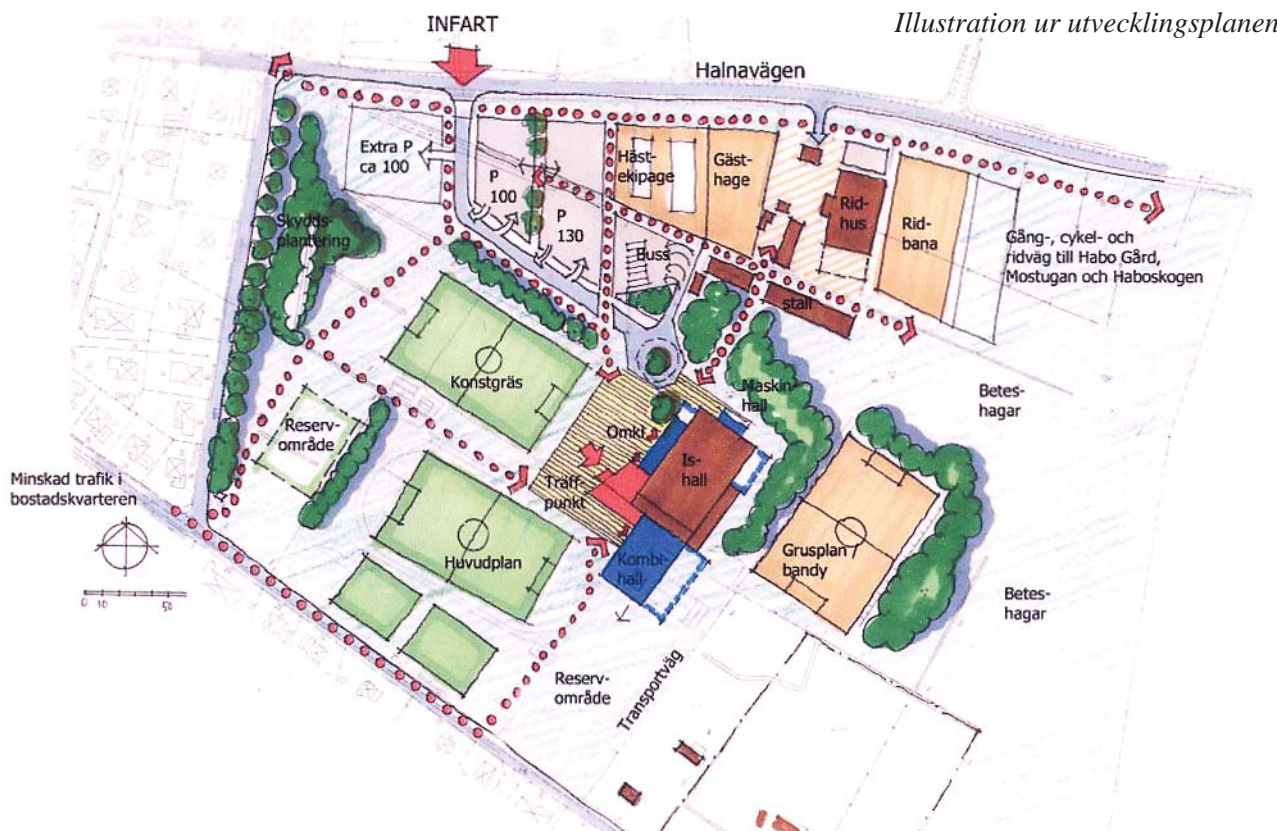 Illustration ur utvecklingsplanen
INFART
Halnavägen
Extra P
ca 100
P
100
P
130
Häst-
ekipage
Gäst-
hage
Rid-
hus
Rid-
bana
Gång-, cykel- och
ridväg till Habo Gård,
Mostugan och Haboskogen
Skydds-
plantering
Buss
stall
Konstgräs
Maskin-
hall
Betes-
hagar
Reserv-
område
Omkl.
Is-
hall
Träff-
punkt
Minskad trafik i
bostadskvarteren
Huvudplan
Kombi-
hall
Grusplan
bandy
Betes-
hagar
0 10 50
Reserv-
område
Transportväg